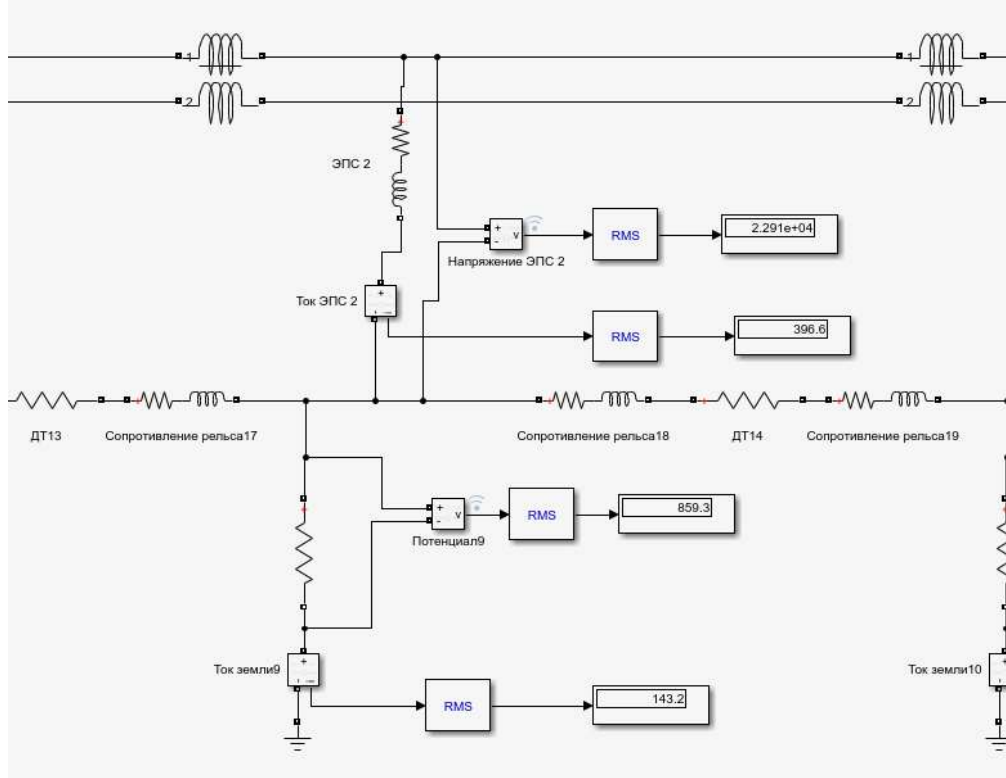 1
1
2
2
ЭПС 2
+
-
v
RMS
2.291e+04
Напряжение ЭПС 2
Ток ЭПС 2
+
RMS
396.6
ДТ13
Сопротивление рельса17
Сопротивление рельса18
ДТ14
Сопротивление рельса19
+
-
v
RMS
859.3
Потенциал9
Ток земли9
+
RMS
143.2
Ток земли10
+